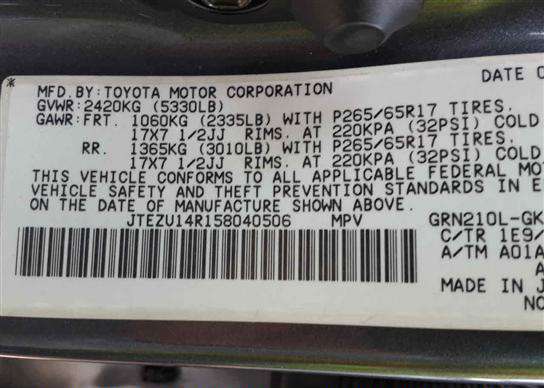 MFD.BY:TOYOTA MOTOR CORPORATION DATE O
GVWR:2420KG (5330LB)
GAWR:FRT. 1060KG (2335LB) WITH P265/65R17 TIRES.
17X7 1/2JJ RIMS. AT 220KPA (32PSI) COLD
RR. 1365KG (3010LB) WITH P265/65R17 TIRES.
17X7 1/2JJ RIMS. AT 220KPA (32PSI) COLD
THIS VEHICLE CONFORMS TO ALL APPLICABLE FEDERAL MO
VEHICLE SAFETY AND THEFT PREVENTION STANDARDS IN E
ON THE DATE OF MANUFACTURE SHOWN ABOVE.
JTEZU14R158040506 MPV GRN210L-GK
C/TR 1E9/
A/TM A01A
A
MADE IN J
NO